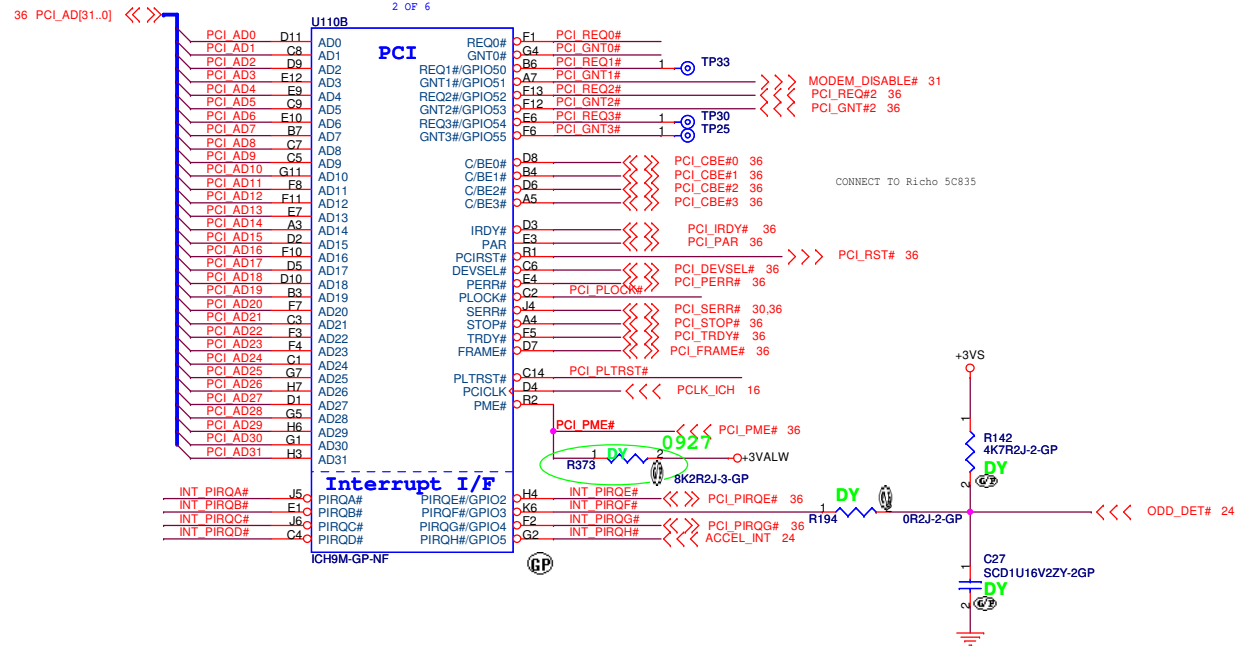 2 OF 6
36 PCI_AD[31..0]
U110B
PCI
PCI_AD0 D11 AD0
PCI_AD1 C8 AD1
PCI_AD2 D9 AD2
PCI_AD3 E12 AD3
PCI_AD4 E9 AD4
PCI_AD5 C9 AD5
PCI_AD6 E10 AD6
PCI_AD7 B7 AD7
PCI_AD8 C7 AD8
PCI_AD9 C5 AD9
PCI_AD10 G11 AD10
PCI_AD11 F8 AD11
PCI_AD12 F11 AD12
PCI_AD13 E7 AD13
PCI_AD14 A3 AD14
PCI_AD15 D2 AD15
PCI_AD16 F10 AD16
PCI_AD17 D5 AD17
PCI_AD18 D10 AD18
PCI_AD19 B3 AD19
PCI_AD20 F7 AD20
PCI_AD21 C3 AD21
PCI_AD22 F3 AD22
PCI_AD23 F4 AD23
PCI_AD24 C1 AD24
PCI_AD25 G7 AD25
PCI_AD26 H7 AD26
PCI_AD27 D1 AD27
PCI_AD28 G5 AD28
PCI_AD29 H6 AD29
PCI_AD30 G1 AD30
PCI_AD31 H3 AD31
REQ0# F1 PCI_REQ0#
GNT0# G4 PCI_GNT0#
REQ1#/GPIO50 B6 PCI_REQ1# 1 TP33
GNT1#/GPIO51 A7 PCI_GNT1# MODEM_DISABLE# 31
REQ2#/GPIO52 F13 PCI_REQ2# PCI_REQ#2 36
GNT2#/GPIO53 F12 PCI_GNT2# PCI_GNT#2 36
REQ3#/GPIO54 E6 PCI_REQ3# 1 TP30
GNT3#/GPIO55 F6 PCI_GNT3# 1 TP25
C/BE0# D8 PCI_CBE#0 36
C/BE1# B4 PCI_CBE#1 36
C/BE2# D6 PCI_CBE#2 36
C/BE3# A5 PCI_CBE#3 36
CONNECT TO Richo 5C835
IRDY# D3 PCI_IRDY# 36
PAR E3 PCI_PAR 36
PCIRST# R1 PCI_RST# 36
DEVSEL# C6 PCI_DEVSEL# 36
PERR# E4 PCI_PERR# 36
PLOCK# C2 PCI_PLOCK#
SERR# J4 PCI_SERR# 30,36
STOP# A4 PCI_STOP# 36
TRDY# F5 PCI_TRDY# 36
FRAME# D7 PCI_FRAME# 36
PLTRST# C14 PCI_PLTRST#
PCICLK D4 PCLK_ICH 16
PME# R2
PCI_PME# PCI_PME# 36
0927
1 DY 2 +3VALW
R373 8K2R2J-3-GP
Interrupt I/F
INT_PIRQA# J5 PIRQA#
INT_PIRQB# E1 PIRQB#
INT_PIRQC# J6 PIRQC#
INT_PIRQD# C4 PIRQD#
PIRQE#/GPIO2 H4 INT_PIRQE# PCI_PIRQE# 36
PIRQF#/GPIO3 K6 INT_PIRQF#
PIRQG#/GPIO4 F2 INT_PIRQG# PCI_PIRQG# 36
PIRQH#/GPIO5 G2 INT_PIRQH# ACCEL_INT 24
ICH9M-GP-NF
GP
+3VS
1
R142
4K7R2J-2-GP
DY
2 G/P
DY
1 2
R194 0R2J-2-GP
ODD_DET# 24
1 C27
SCD1U16V2ZY-2GP
DY
2 G/P